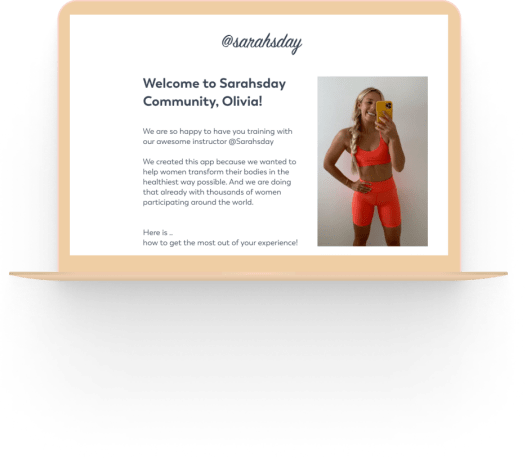 @sarahsday
Welcome to Sarahsday
Community, Olivia!
We are so happy to have you training with
our awesome instructor @Sarahsday
We created this app because we wanted to
help women transform their bodies in the
healthiest way possible. And we are doing
that already with thousands of women
participating around the world.
Here is ..
how to get the most out of your experience!